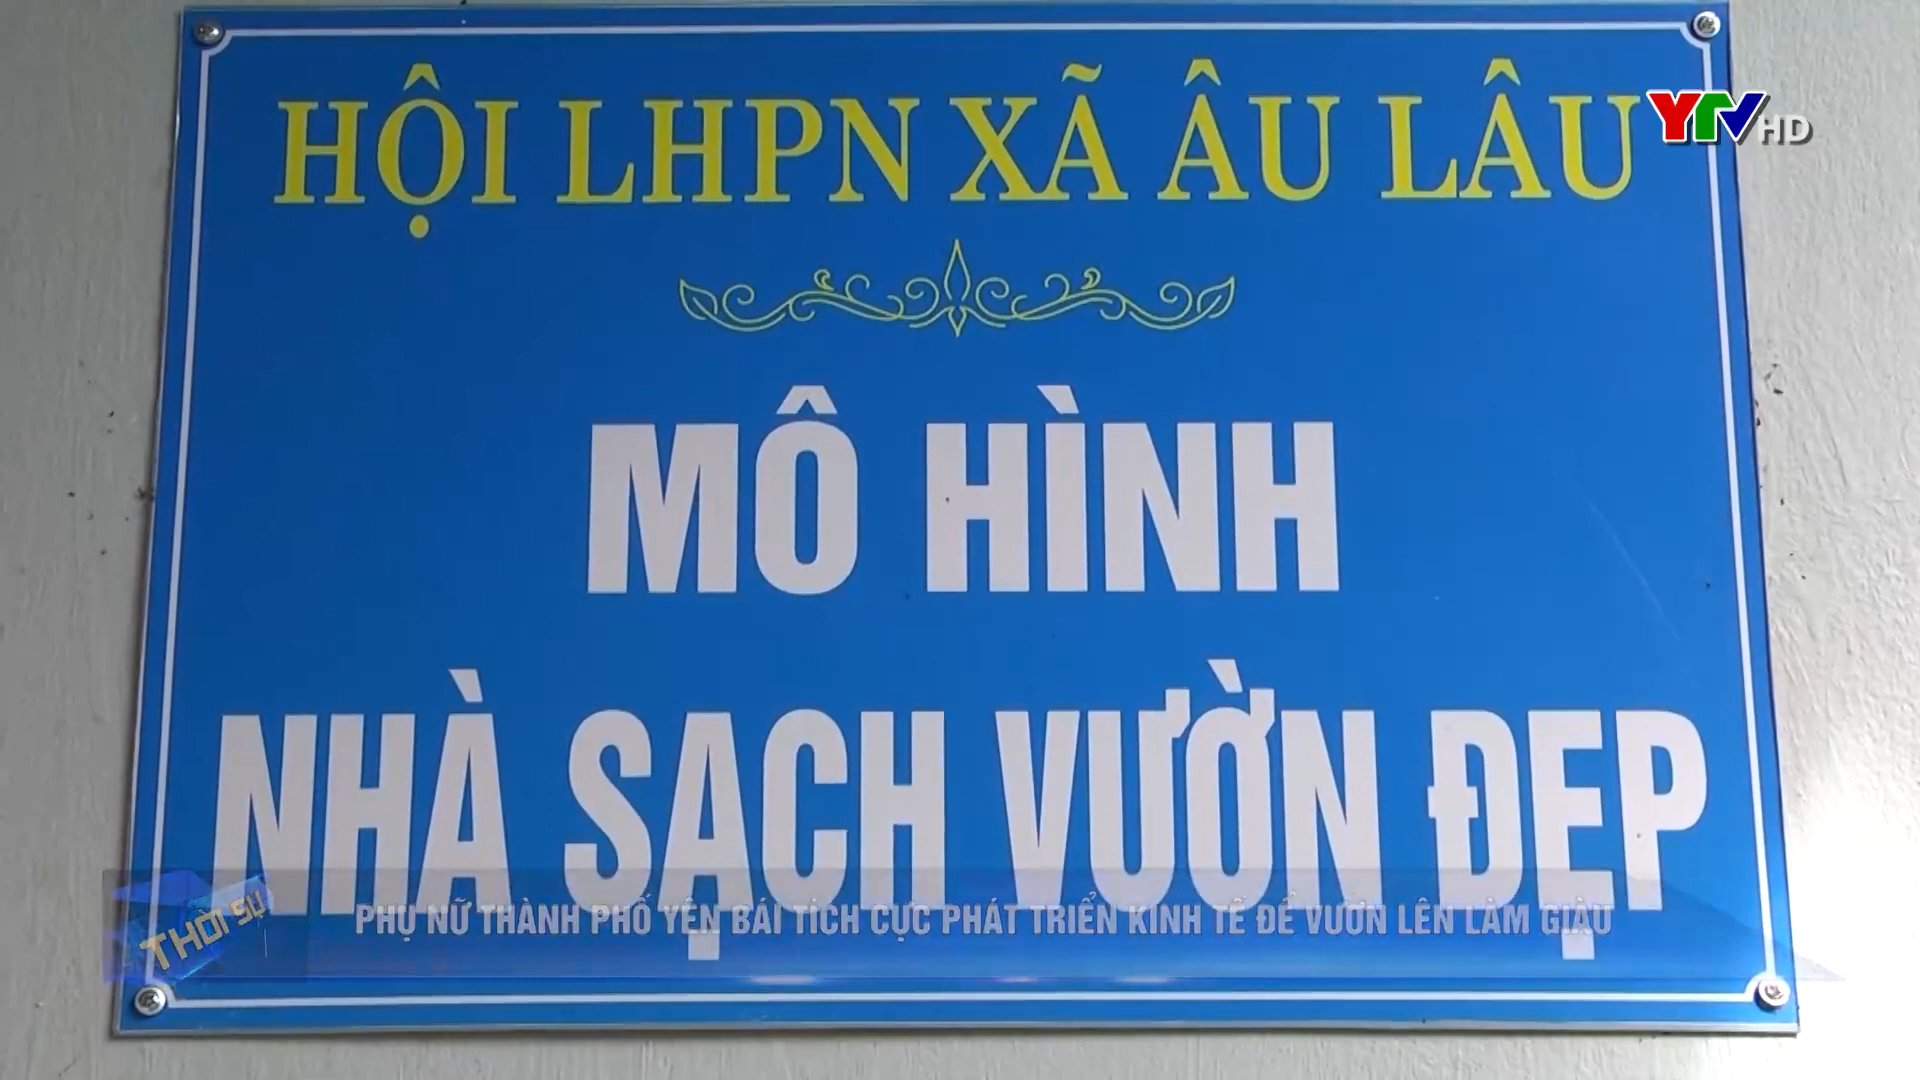 HỘI LHPN XÃ ÂU LÂU
YTV HD
MÔ HÌNH
NHÀ SẠCH VƯỜN ĐẸP
THỜI SỰ
PHỤ NỮ THÀNH PHỐ YÊN BÁI TÍCH CỰC PHÁT TRIỂN KINH TẾ ĐỂ VƯƠN LÊN LÀM GIÀU